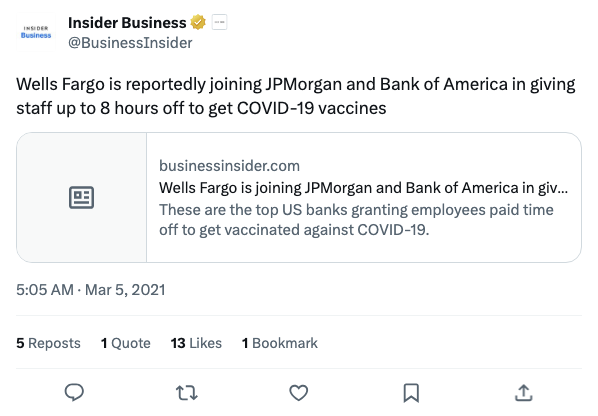 INSIDER
Business
Insider Business
@BusinessInsider
Wells Fargo is reportedly joining JPMorgan and Bank of America in giving
staff up to 8 hours off to get COVID-19 vaccines
businessinsider.com
Wells Fargo is joining JPMorgan and Bank of America in giv...
These are the top US banks granting employees paid time
off to get vaccinated against COVID-19.
5:05 AM · Mar 5, 2021
5 Reposts 1 Quote 13 Likes 1 Bookmark